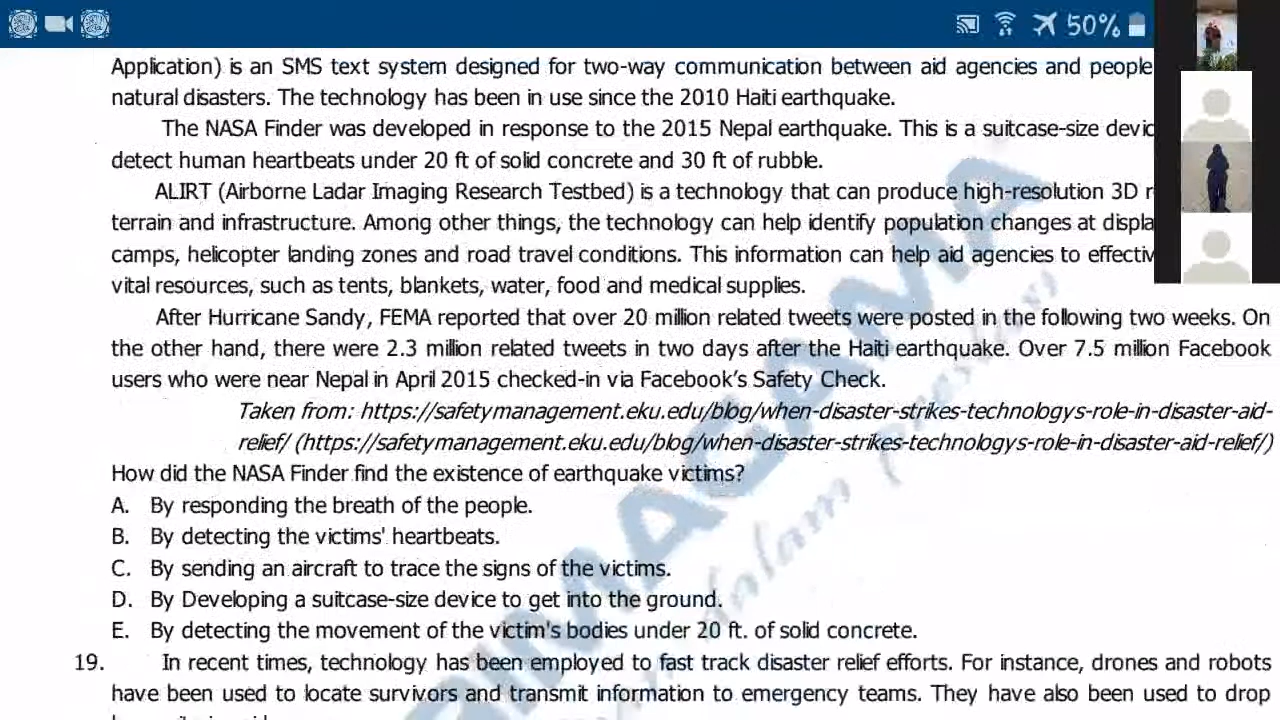 50%
Application) is an SMS text system designed for two-way communication between aid agencies and people
natural disasters. The technology has been in use since the 2010 Haiti earthquake.
The NASA Finder was developed in response to the 2015 Nepal earthquake. This is a suitcase-size devic
detect human heartbeats under 20 ft of solid concrete and 30 ft of rubble.
ALIRT (Airborne Ladar Imaging Research Testbed) is a technology that can produce high-resolution 3D r
terrain and infrastructure. Among other things, the technology can help identify population changes at displa
camps, helicopter landing zones and road travel conditions. This information can help aid agencies to effectiv
vital resources, such as tents, blankets, water, food and medical supplies.
After Hurricane Sandy, FEMA reported that over 20 million related tweets were posted in the following two weeks. On
the other hand, there were 2.3 million related tweets in two days after the Haiti earthquake. Over 7.5 million Facebook
users who were near Nepal in April 2015 checked-in via Facebook's Safety Check.
Taken from: https://safetymanagement.eku.edu/blog/when-disaster-strikes-technologys-role-in-disaster-aid-
relief/ (https://safetymanagement.eku.edu/blog/when-disaster-strikes-technologys-role-in-disaster-aid-relief/)
How did the NASA Finder find the existence of earthquake victims?
A. By responding the breath of the people.
B. By detecting the victims' heartbeats.
C. By sending an aircraft to trace the signs of the victims.
D. By Developing a suitcase-size device to get into the ground.
E. By detecting the movement of the victim's bodies under 20 ft. of solid concrete.
19. In recent times, technology has been employed to fast track disaster relief efforts. For instance, drones and robots
have been used to locate survivors and transmit information to emergency teams. They have also been used to drop